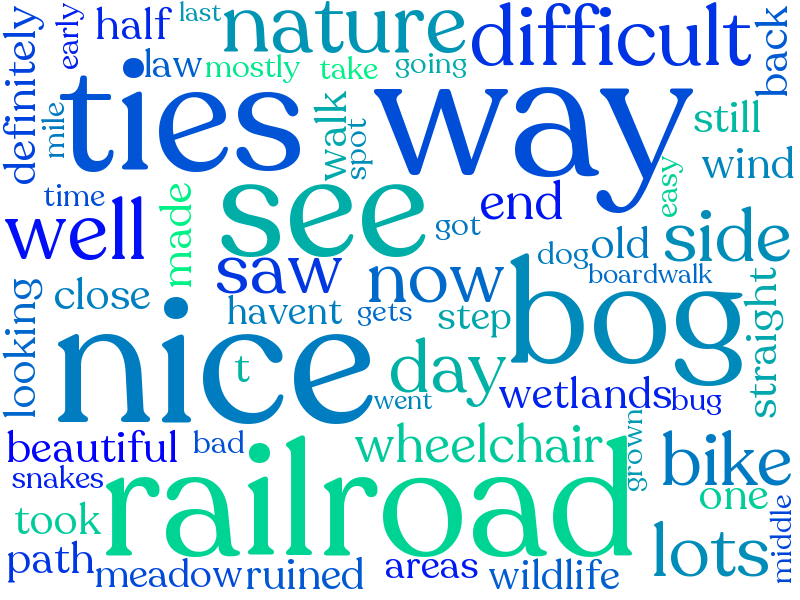 definitely
early
half
last
nature
difficult
back
law
mostly
take
going
mile
ties
walk
spot
way
still
wind
easy
time
made
see
got
end
well
saw
now
dog
old
side
boardwalk
looking
close
havent
gets
step
bog
straight
nice
t
day
went
wetlands
bug
beautiful
bad
wheelchair
grown
bike
snakes
railroad
one
took
middle
path
meadow
ruined
areas
wildlife
lots